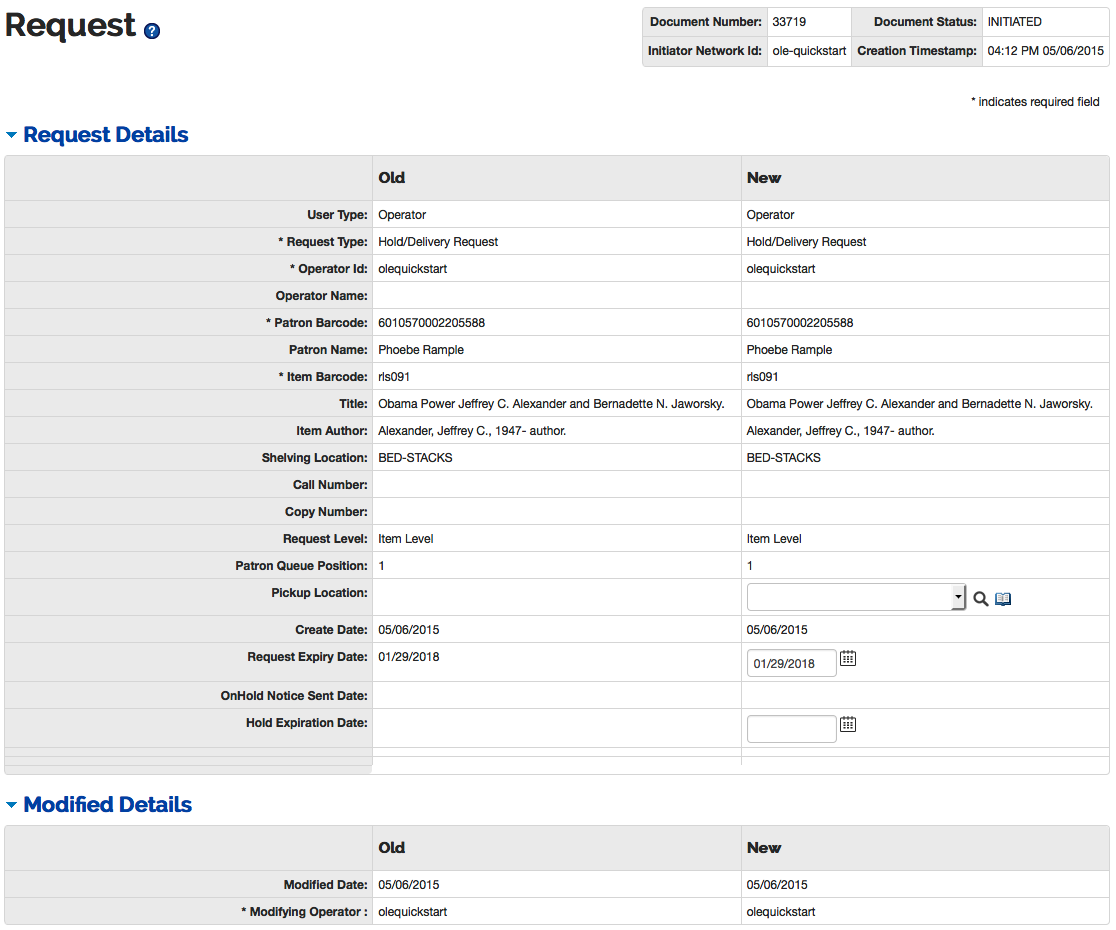 Request ?
Document Number: 33719 Document Status: INITIATED
Initiator Network Id: ole-quickstart Creation Timestamp: 04:12 PM 05/06/2015
* indicates required field
Request Details
Old New
User Type: Operator Operator
* Request Type: Hold/Delivery Request Hold/Delivery Request
* Operator Id: olequickstart olequickstart
Operator Name:
* Patron Barcode: 6010570002205588 6010570002205588
Patron Name: Phoebe Rample Phoebe Rample
* Item Barcode: rls091 rls091
Title: Obama Power Jeffrey C. Alexander and Bernadette N. Jaworsky. Obama Power Jeffrey C. Alexander and Bernadette N. Jaworsky.
Item Author: Alexander, Jeffrey C., 1947- author. Alexander, Jeffrey C., 1947- author.
Shelving Location: BED-STACKS BED-STACKS
Call Number:
Copy Number:
Request Level: Item Level Item Level
Patron Queue Position: 1 1
Pickup Location:
Create Date: 05/06/2015 05/06/2015
Request Expiry Date: 01/29/2018 01/29/2018
OnHold Notice Sent Date:
Hold Expiration Date:
Modified Details
Old New
Modified Date: 05/06/2015 05/06/2015
* Modifying Operator : olequickstart olequickstart